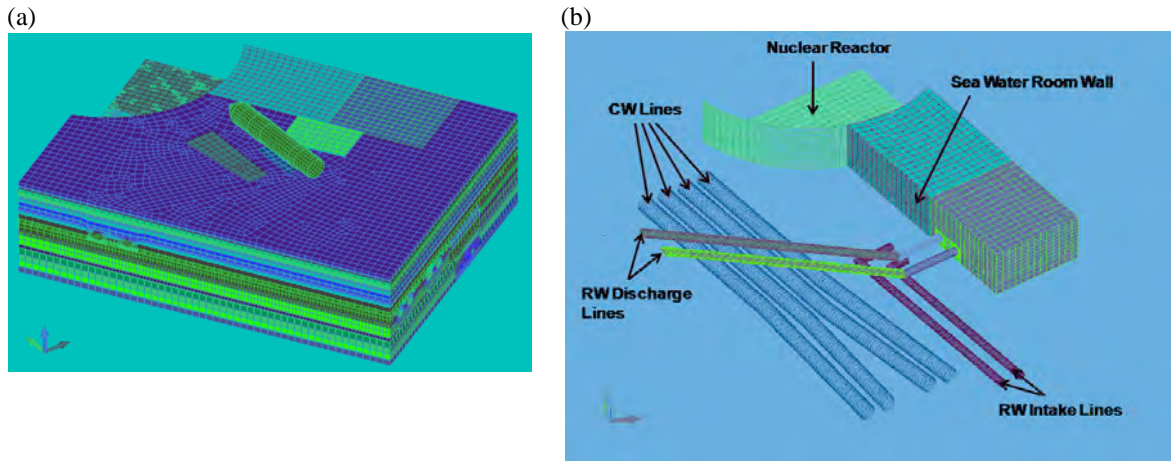 (a)
(b)
Nuclear Reactor
Sea Water Room Wall
CW Lines
RW Discharge
Lines
RW Intake Lines